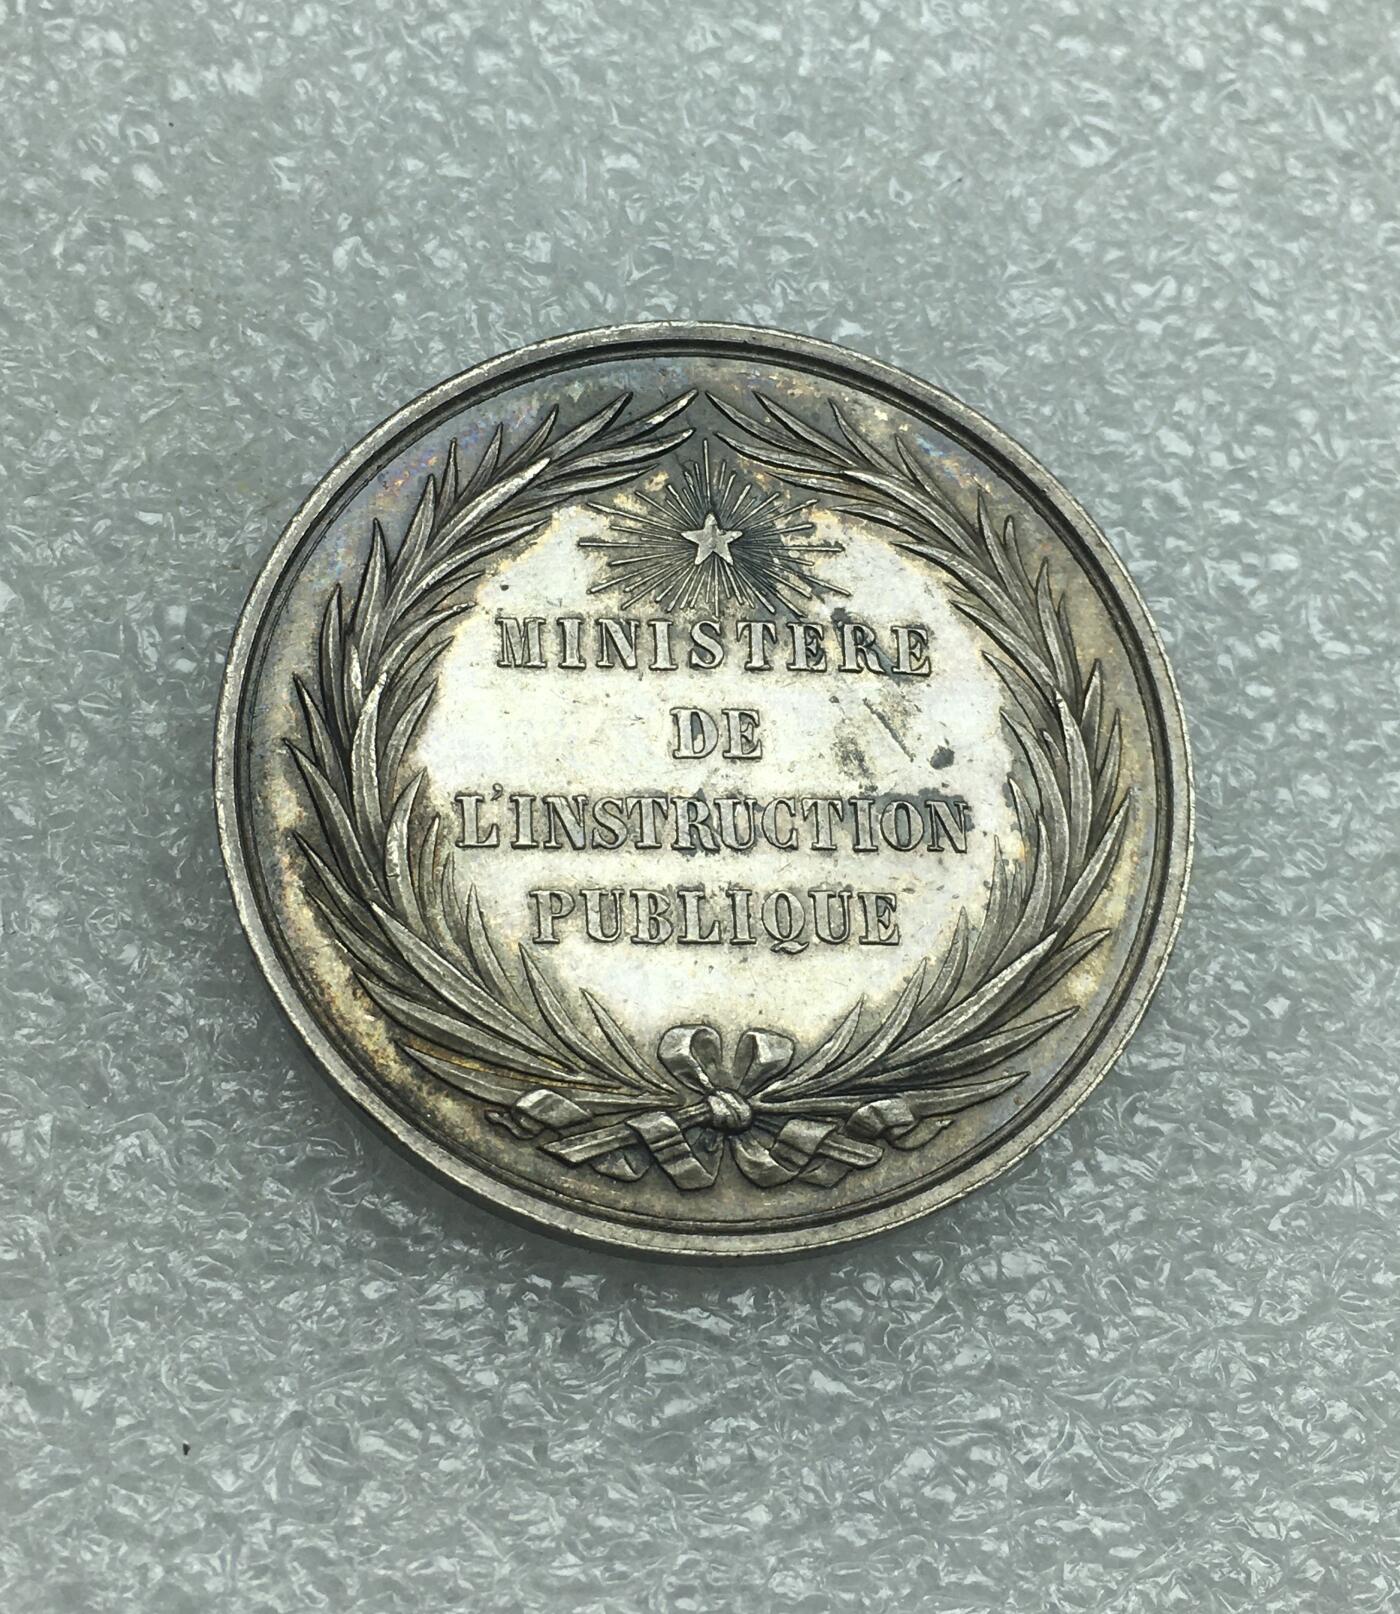 MINISTÈRE
DE
L'INSTRUCTION
PUBLIQUE